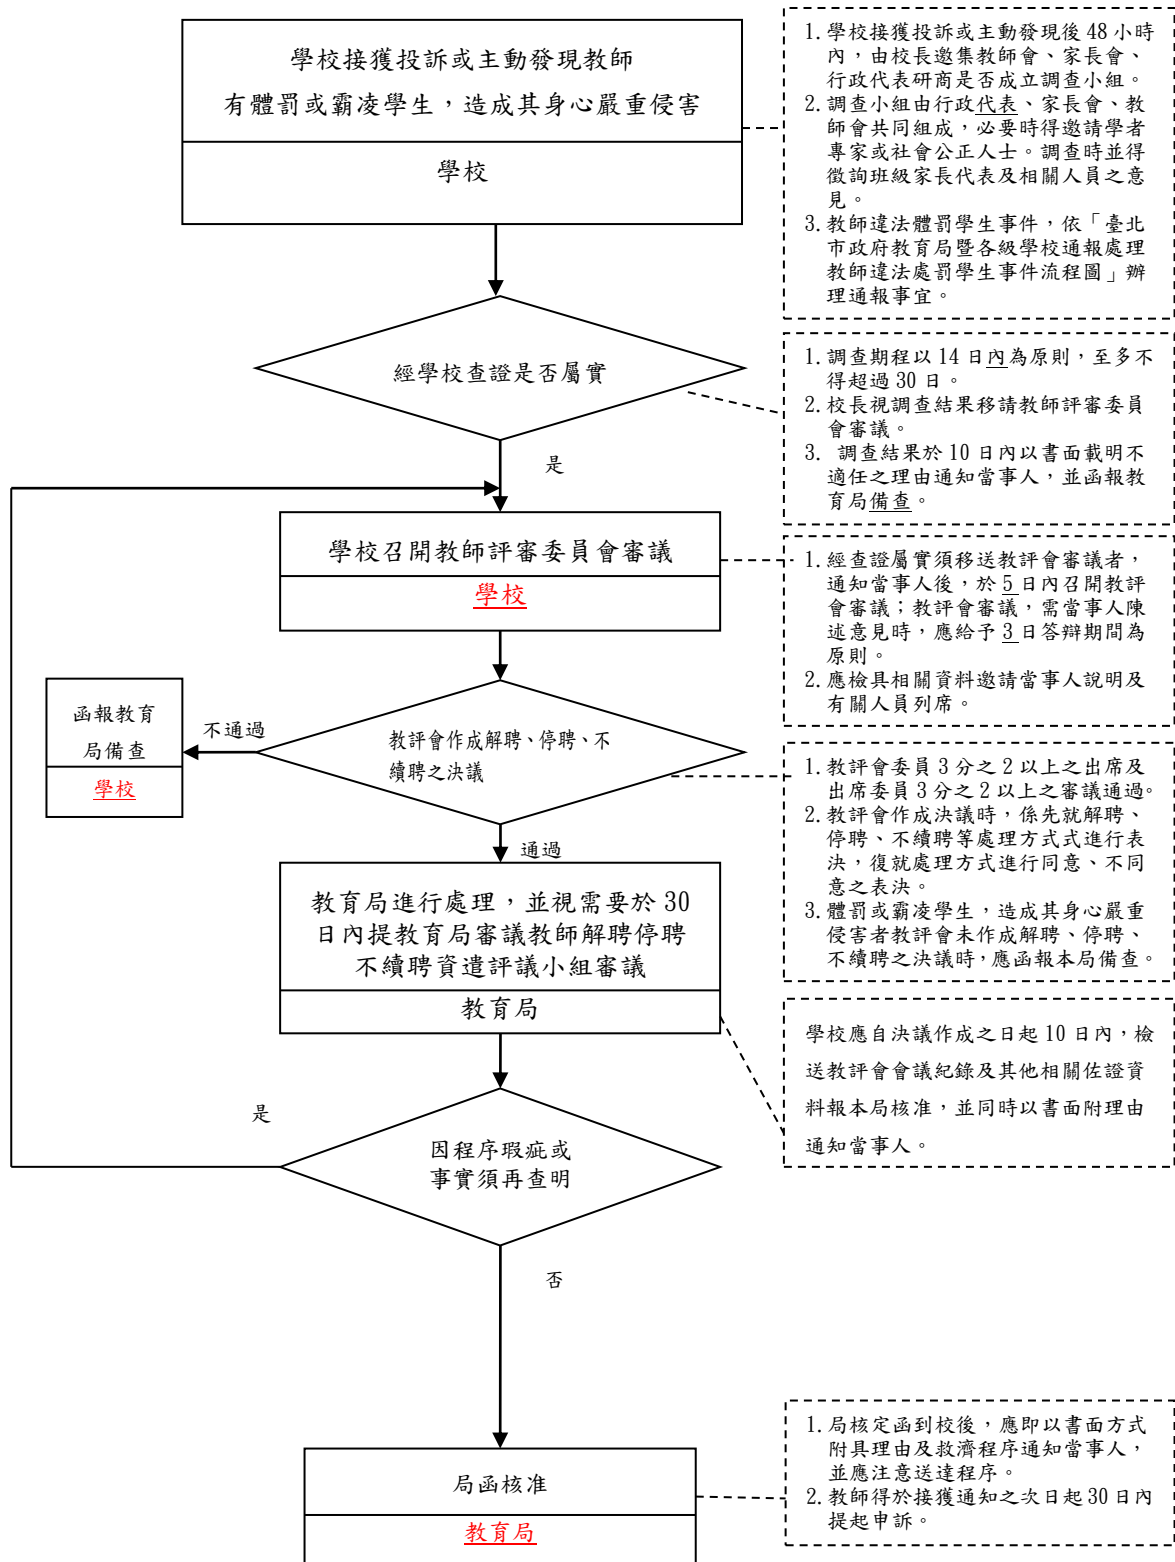 學校接獲投訴或主動發現教師
有體罰或霸凌學生，造成其身心嚴重侵害
學校
1.學校接獲投訴或主動發現後 48 小時
內，由校長邀集教師會、家長會、
行政代表研商是否成立調查小組。
2.調查小組由行政代表、家長會、教
師會共同組成，必要時得邀請學者
專家或社會公正人士。調查時並得
徵詢班級家長代表及相關人員之意
見。
3.教師違法體罰學生事件，依「臺北
市政府教育局暨各級學校通報處理
教師違法處罰學生事件流程圖」辦
理通報事宜。
經學校查證是否屬實
是
1.調查期程以 14 日內為原則，至多不
得超過 30 日。
2.校長視調查結果移請教師評審委員
會審議。
3. 調查結果於 10 日內以書面載明不
適任之理由通知當事人，並函報教
育局備查。
學校召開教師評審委員會審議
學校
1.經查證屬實須移送教評會審議者，
通知當事人後，於 5 日內召開教評
會審議；教評會審議，需當事人陳
述意見時，應給予 3 日答辯期間為
原則。
2.應檢具相關資料邀請當事人說明及
有關人員列席。
函報教育
局備查
學校
不通過
教評會作成解聘、停聘、不
續聘之決議
通過
1.教評會委員 3 分之 2 以上之出席及
出席委員 3 分之 2 以上之審議通過。
2.教評會作成決議時，係先就解聘、
停聘、不續聘等處理方式式進行表
決，復就處理方式進行同意、不同
意之表決。
3.體罰或霸凌學生，造成其身心嚴重
侵害者教評會未作成解聘、停聘、
不續聘之決議時，應函報本局備查。
教育局進行處理，並視需要於 30
日內提教育局審議教師解聘停聘
不續聘資遣評議小組審議
教育局
學校應自決議作成之日起 10 日內，檢
送教評會會議紀錄及其他相關佐證資
料報本局核准，並同時以書面附理由
通知當事人。
是
因程序瑕疵或
事實須再查明
否
局函核准
教育局
1.局核定函到校後，應即以書面方式
附具理由及救濟程序通知當事人，
並應注意送達程序。
2.教師得於接獲通知之次日起 30 日內
提起申訴。